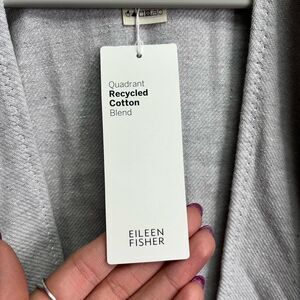 Quadrant
Recycled
Cotton
Blend
EILEEN
FISHER